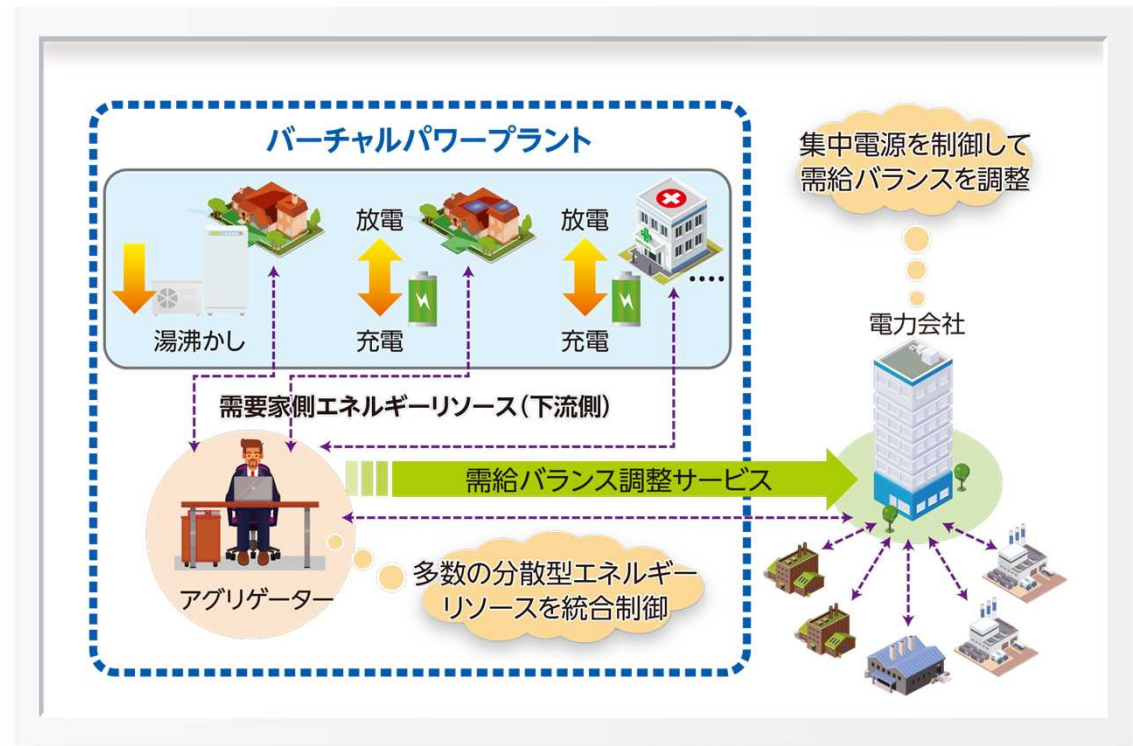 バーチャルパワープラント
放電
放電
湯沸かし
充電
充電
‥‥
需要家側エネルギーリソース（下流側）
需給バランス調整サービス
アグリゲーター
多数の分散型エネルギー
リソースを統合制御
集中電源を制御して
需給バランスを調整
電力会社